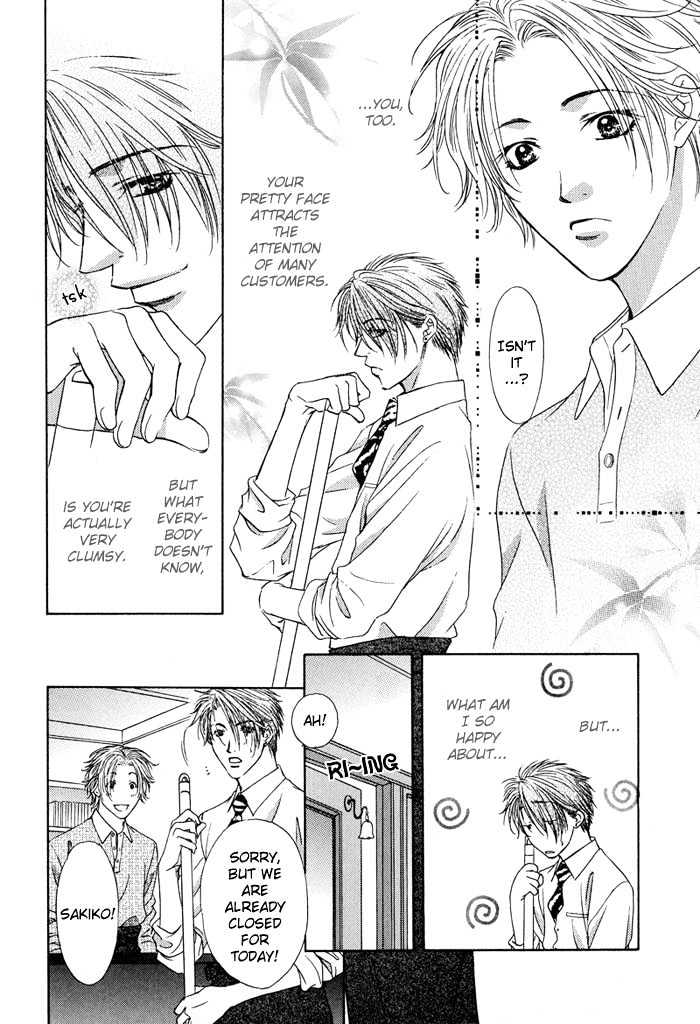 ...YOU,
TOO.
YOUR
PRETTY FACE
ATTRACTS
THE
ATTENTION
OF MANY
CUSTOMERS.
ISN'T
IT
...?
tsk
BUT
WHAT
EVERY-
BODY
DOESN'T
KNOW,
IS YOU'RE
ACTUALLY
VERY
CLUMSY.
BUT...
WHAT AM
I SO
HAPPY
ABOUT...
AH!
RI~ING
SORRY,
BUT WE
ARE
ALREADY
CLOSED
FOR
TODAY!
SAKIKO!